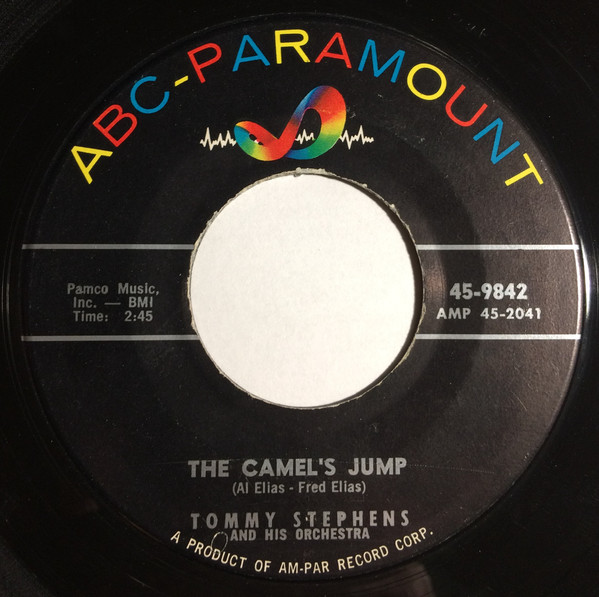 ABC-PARAMOUNT
Pamco Music,
Inc. — BMI
Time: 2:45
45-9842
AMP 45-2041
THE CAMEL'S JUMP
(Al Elias - Fred Elias)
TOMMY STEPHENS
AND HIS ORCHESTRA
A PRODUCT OF AM-PAR RECORD CORP.